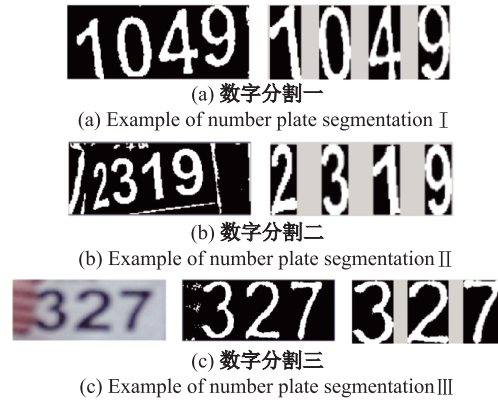 1049 1 0 4 9
(a) 数字分割一
(a) Example of number plate segmentation Ⅰ
2319 2 3 1 9
(b) 数字分割二
(b) Example of number plate segmentation Ⅱ
327 327 3 2 7
(c) 数字分割三
(c) Example of number plate segmentation Ⅲ